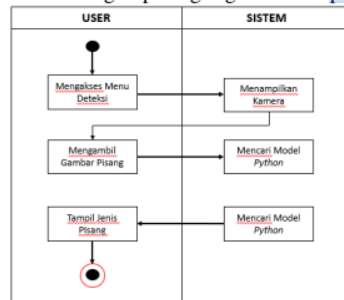 USER
SISTEM
Mengakses Menu
Deteksi
Menampilkan
Kamera
Mengambil
Gambar Pisang
Mencari Model
Python
Tampil Jenis
PIsang
Mencari Model
Python